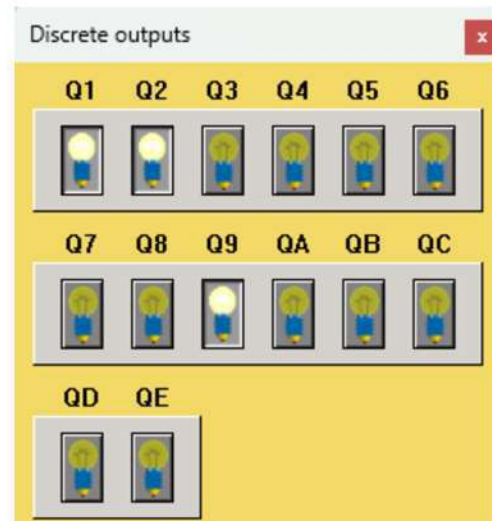 Discrete outputs x
Q1 Q2 Q3 Q4 Q5 Q6
Q7 Q8 Q9 QA QB QC
QD QE